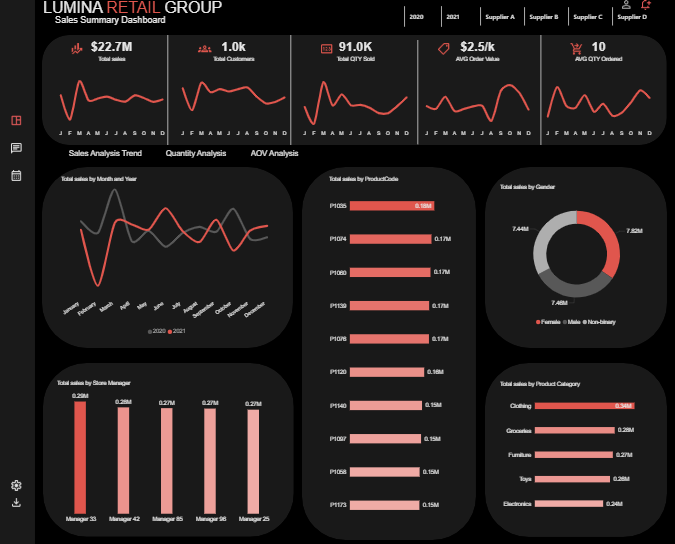 LUMINA RETAIL GROUP
Sales Summary Dashboard
2020 2021 Supplier A Supplier B Supplier C Supplier D
$22.7M
Total sales
1.0k
Total Customers
91.0K
Total QTY Sold
$2.5/k
AVG Order Value
10
AVG QTY Ordered
J F M A M J J A S O N D
J F M A M J J A S O N D
J F M A M J J A S O N D
J F M A M J J A S O N D
J F M A M J J A S O N D
Sales Analysis Trend Quantity Analysis AOV Analysis
Total sales by Month and Year
January February March April May June July August September October November December
2020 2021
Total sales by ProductCode
P1035 0.18M
P1074 0.17M
P1060 0.17M
P1139 0.17M
P1076 0.17M
P1120 0.16M
P1140 0.15M
P1097 0.15M
P1056 0.15M
P1173 0.15M
Total sales by Gender
7.44M
7.82M
7.46M
Female Male Non-binary
Total sales by Store Manager
0.29M 0.28M 0.27M 0.27M 0.27M
Manager 33 Manager 42 Manager 85 Manager 98 Manager 25
Total sales by Product Category
Clothing 0.34M
Groceries 0.28M
Furniture 0.27M
Toys 0.26M
Electronics 0.24M